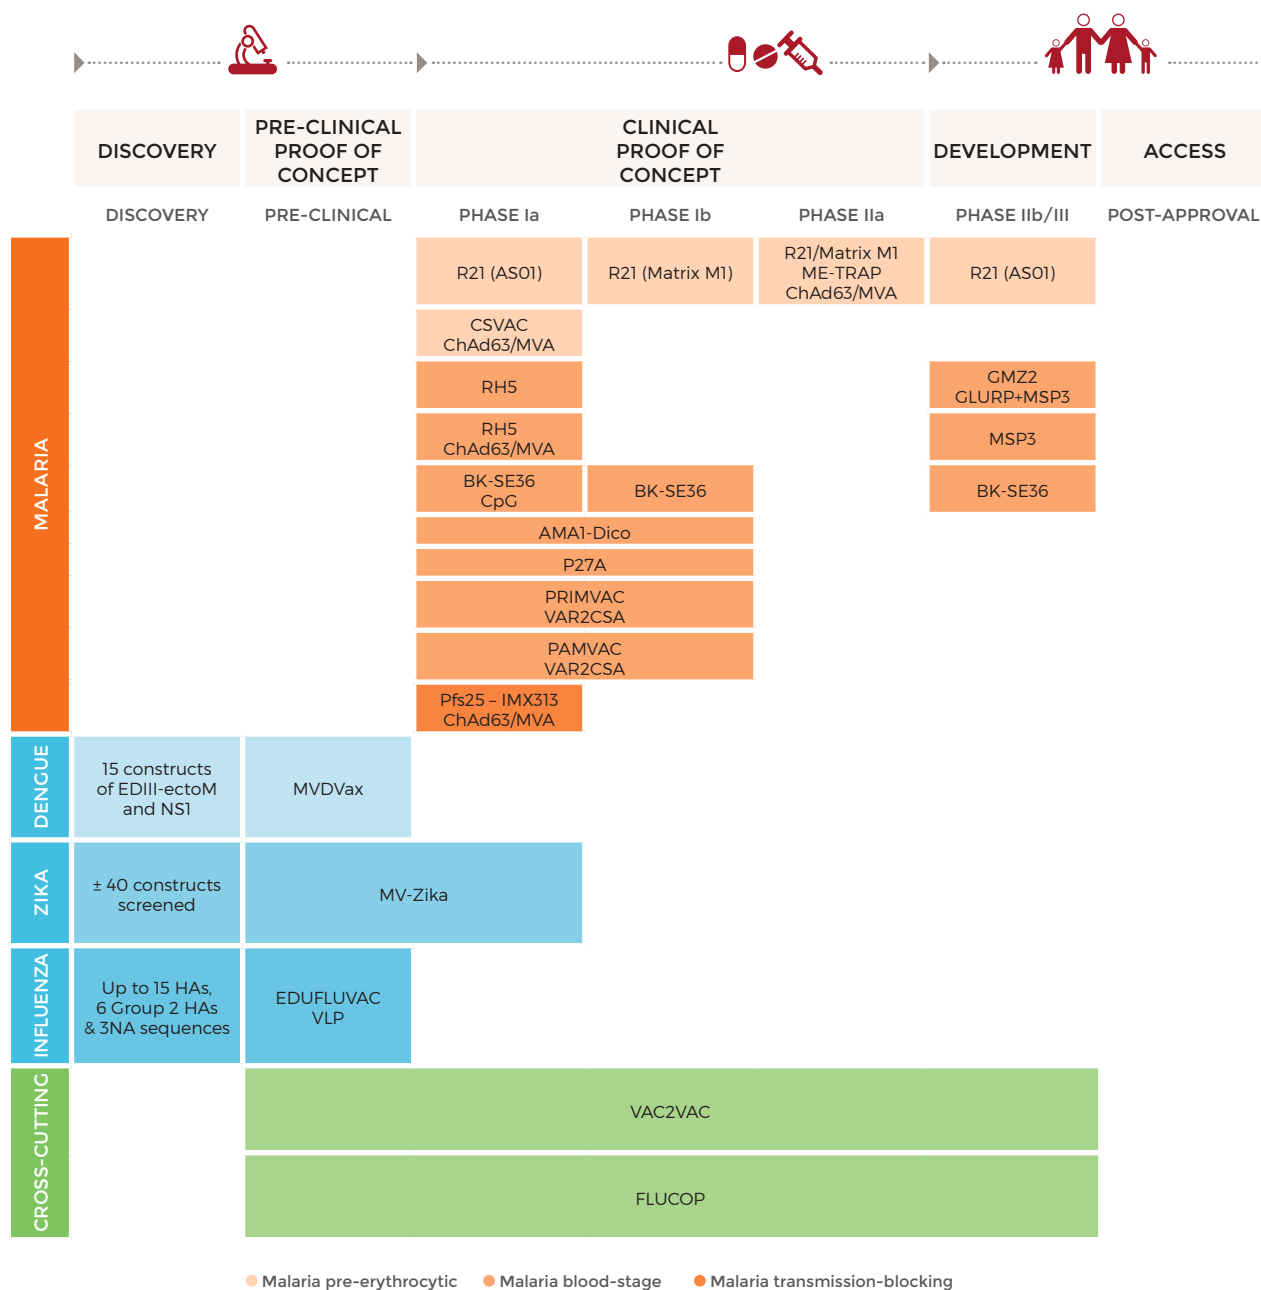 DISCOVERY
PRE-CLINICAL
PROOF OF
CONCEPT
CLINICAL
PROOF OF
CONCEPT
DEVELOPMENT
ACCESS
DISCOVERY
PRE-CLINICAL
PHASE Ia
PHASE Ib
PHASE IIa
PHASE IIb/III
POST-APPROVAL
MALARIA
R21 (AS01)
R21 (Matrix M1)
R21/Matrix M1
ME-TRAP
ChAd63/MVA
R21 (AS01)
CSVAC
ChAd63/MVA
RH5
GMZ2
GLURP+MSP3
RH5
ChAd63/MVA
MSP3
BK-SE36
CpG
BK-SE36
BK-SE36
AMA1-Dico
P27A
PRIMVAC
VAR2CSA
PAMVAC
VAR2CSA
Pfs25 – IMX313
ChAd63/MVA
DENGUE
15 constructs
of EDIII-ectoM
and NS1
MVDVax
ZIKA
± 40 constructs
screened
MV-Zika
INFLUENZA
Up to 15 HAs,
6 Group 2 HAs
& 3NA sequences
EDUFLUVAC
VLP
CROSS-CUTTING
VAC2VAC
FLUCOP
Malaria pre-erythrocytic
Malaria blood-stage
Malaria transmission-blocking